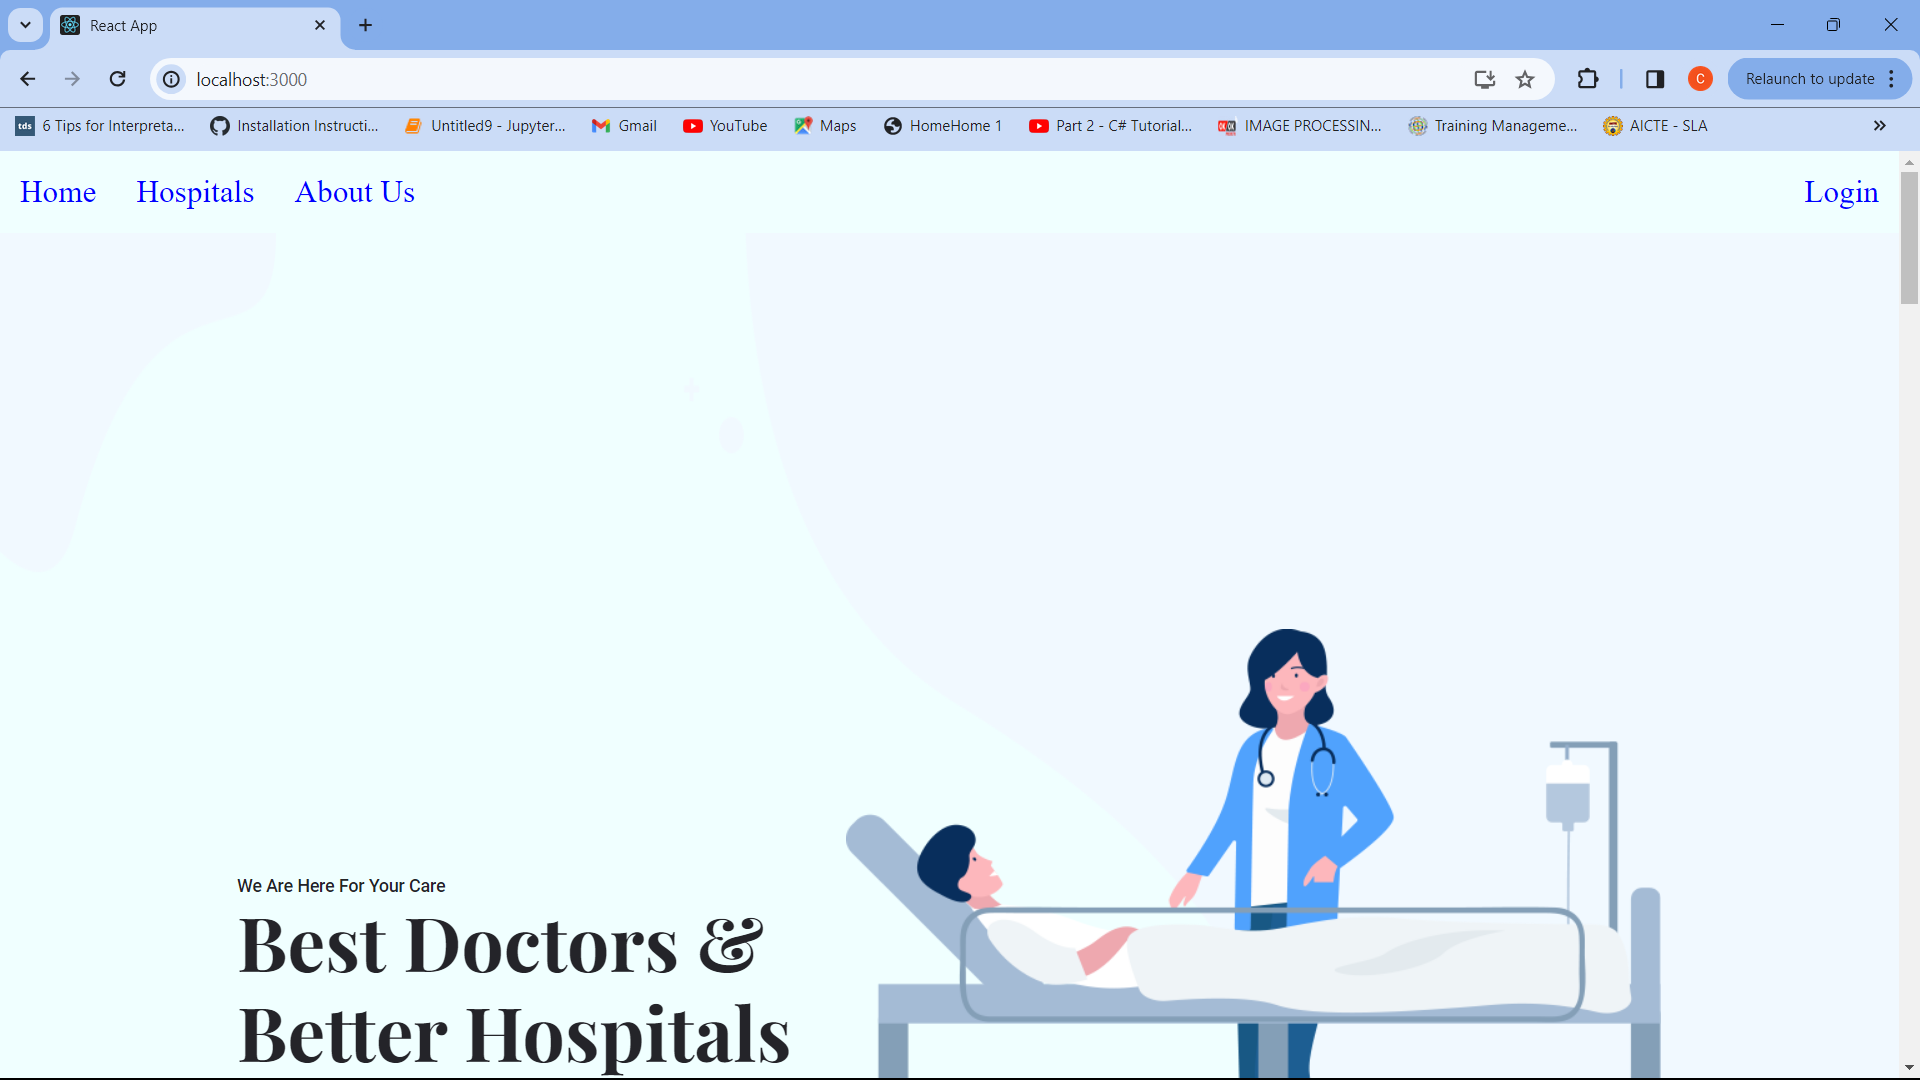 React App
localhost:3000
C
Relaunch to update
tds 6 Tips for Interpreta... Installation Instructi... Untitled9 - Jupyter... Gmail YouTube Maps HomeHome 1 Part 2 - C# Tutorial... IMAGE PROCESSIN... Training Manageme... AICTE - SLA
Home Hospitals About Us Login
We Are Here For Your Care
Best Doctors &
Better Hospitals